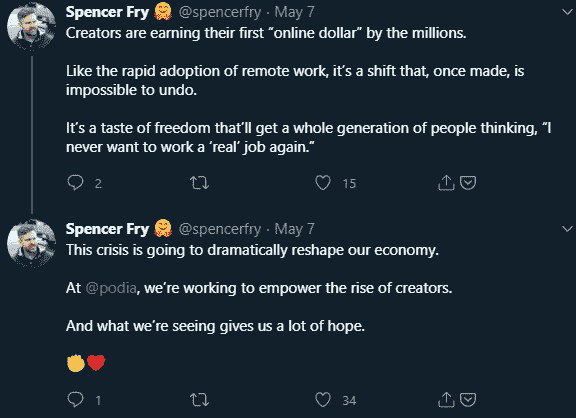 Spencer Fry 🤗 @spencerfry · May 7
Creators are earning their first “online dollar” by the millions.
Like the rapid adoption of remote work, it’s a shift that, once made, is
impossible to undo.
It’s a taste of freedom that’ll get a whole generation of people thinking, “I
never want to work a ‘real’ job again.”
2 15
Spencer Fry 🤗 @spencerfry · May 7
This crisis is going to dramatically reshape our economy.
At @podia, we’re working to empower the rise of creators.
And what we’re seeing gives us a lot of hope.
✊❤️
1 34